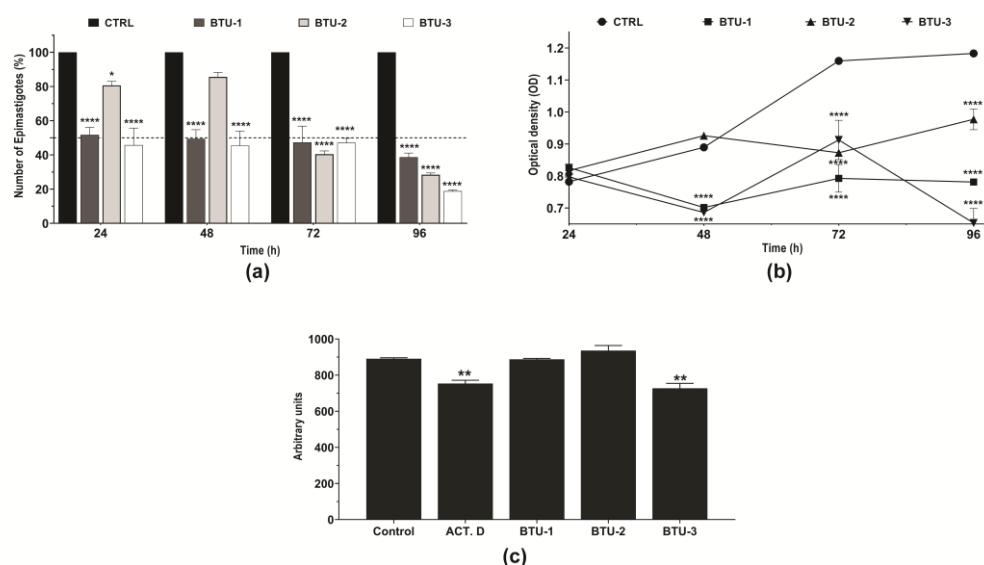 CTRL BTU-1 BTU-2 BTU-3
Number of Epimastigotes (%)
100
80
60
40
20
0
* 
**** **** **** **** **** **** **** **** **** ****
24 48 72 96
Time (h)
(a)
CTRL BTU-1 BTU-2 BTU-3
Optical density (OD)
1.2
1.1
1.0
0.9
0.8
0.7
**** **** **** **** **** **** **** ****
24 48 72 96
Time (h)
(b)
Arbitrary units
1000
800
600
400
200
0
** **
Control ACT. D BTU-1 BTU-2 BTU-3
(c)